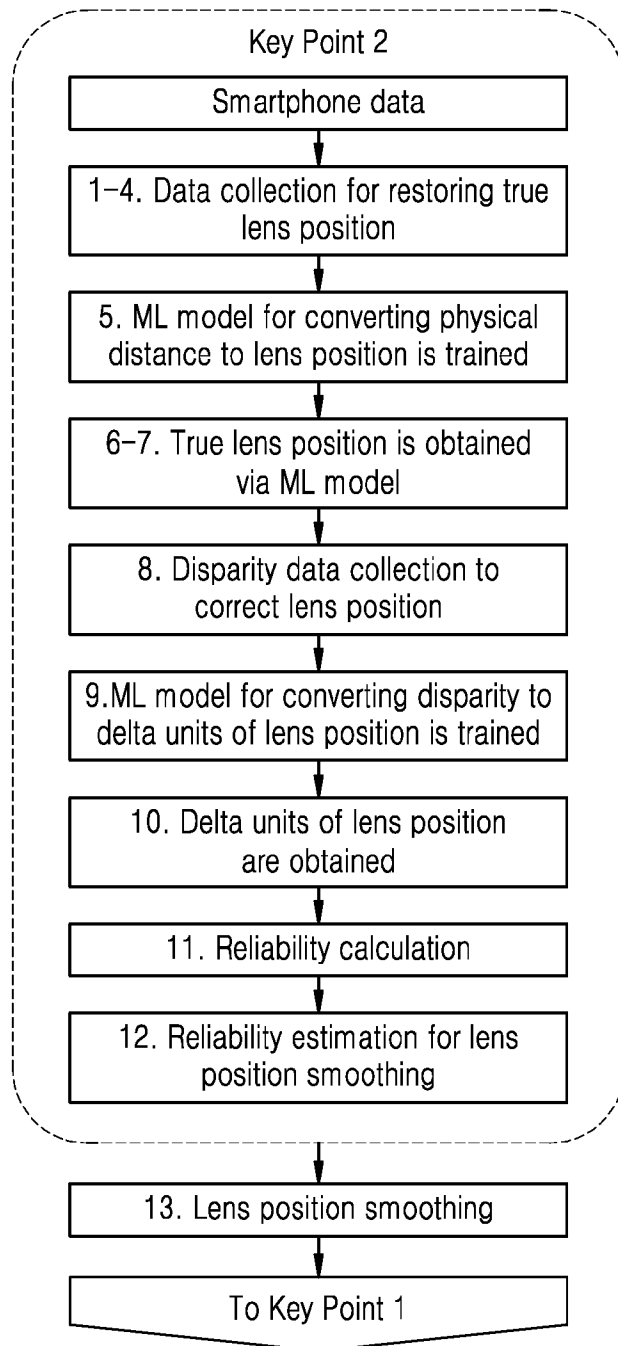 Key Point 2
Smartphone data
1-4. Data collection for restoring true
lens position
5. ML model for converting physical
distance to lens position is trained
6-7. True lens position is obtained
via ML model
8. Disparity data collection to
correct lens position
9.ML model for converting disparity to
delta units of lens position is trained
10. Delta units of lens position
are obtained
11. Reliability calculation
12. Reliability estimation for lens
position smoothing
13. Lens position smoothing
To Key Point 1